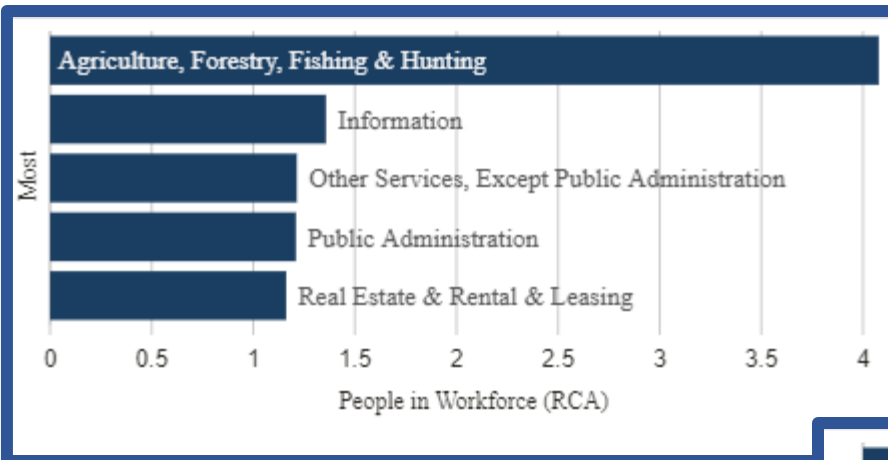 Agriculture, Forestry, Fishing & Hunting
Information
Other Services, Except Public Administration
Public Administration
Real Estate & Rental & Leasing
Most
0 0.5 1 1.5 2 2.5 3 3.5 4
People in Workforce (RCA)